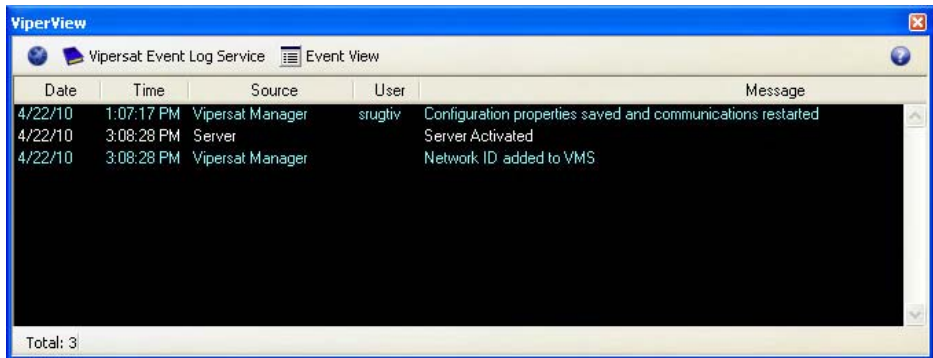 ViperView
Vipersat Event Log Service Event View
Date Time Source User Message
4/22/10 1:07:17 PM Vipersat Manager srugtiv Configuration properties saved and communications restarted
4/22/10 3:08:28 PM Server Server Activated
4/22/10 3:08:28 PM Vipersat Manager Network ID added to VMS
Total: 3